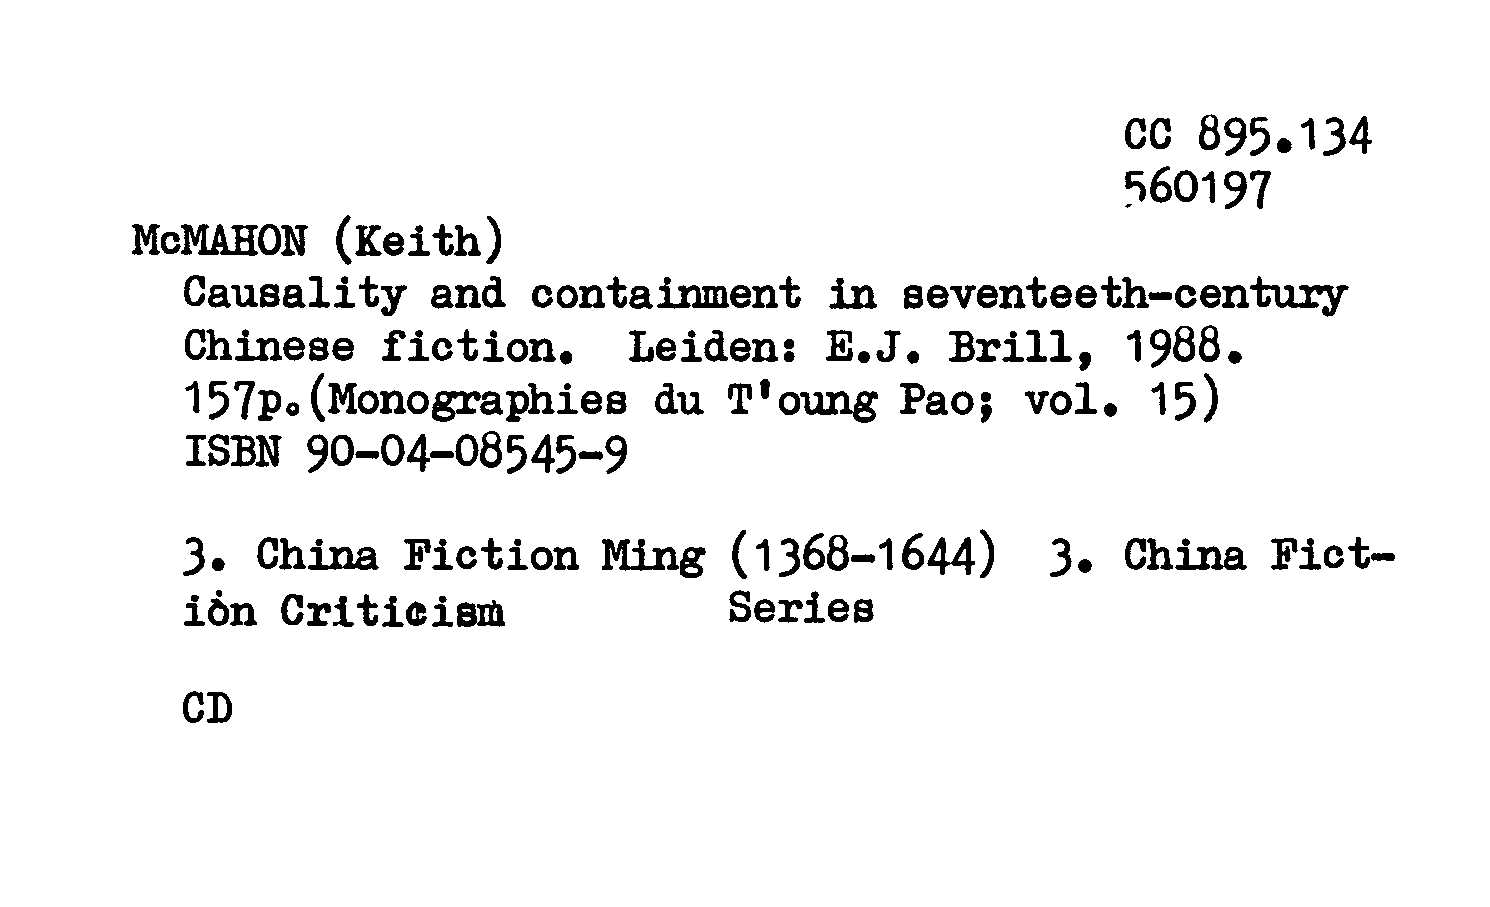 CC 895.134
560197
McMAHON (Keith)
Causality and containment in seventeeth-century
Chinese fiction. Leiden: E.J. Brill, 1988.
157p.(Monographies du T'oung Pao; vol. 15)
ISBN 90-04-08545-9
3. China Fiction Ming (1368-1644) 3. China Fict-
ion Criticism Series
CD